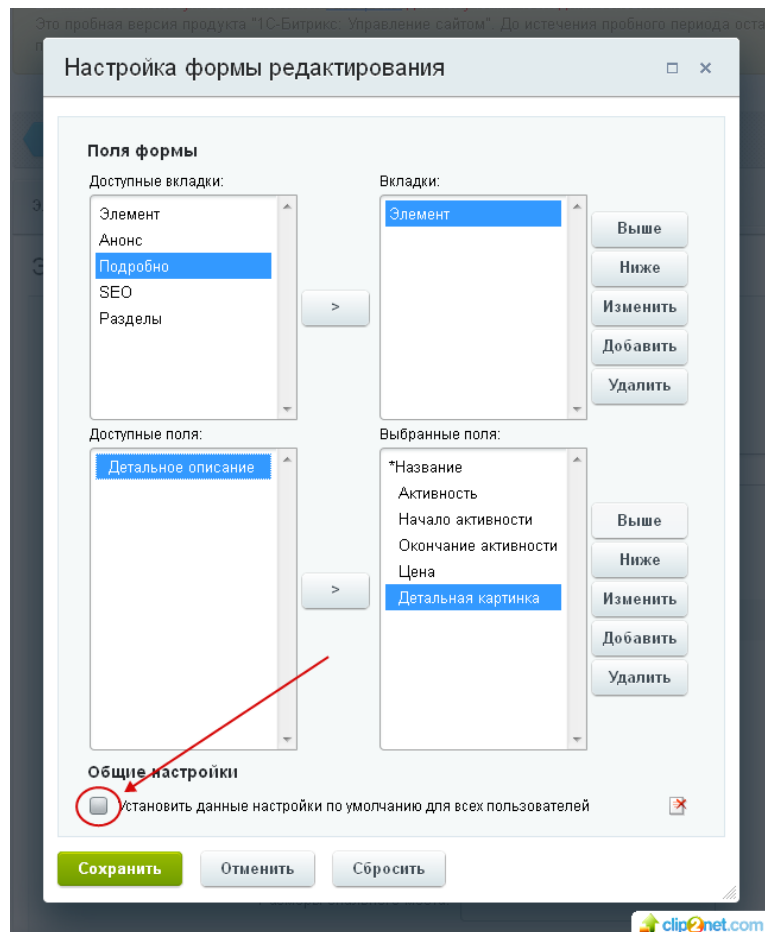 Это пробная версия продукта "1С-Битрикс: Управление сайтом". До истечения пробного периода оста
Настройка формы редактирования
Поля формы
Доступные вкладки:
Вкладки:
Элемент
Анонс
Подробно
SEO
Разделы
>
Элемент
Выше
Ниже
Изменить
Добавить
Удалить
Доступные поля:
Выбранные поля:
Детальное описание
>
*Название
Активность
Начало активности
Окончание активности
Цена
Детальная картинка
Выше
Ниже
Изменить
Добавить
Удалить
Общие настройки
Установить данные настройки по умолчанию для всех пользователей
Сохранить
Отменить
Сбросить
clip2net.com